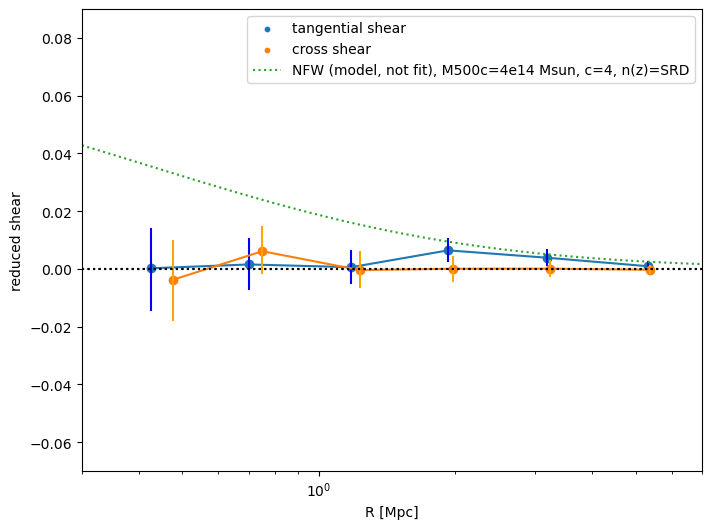 tangential shear
cross shear
NFW (model, not fit), M500c=4e14 Msun, c=4, n(z)=SRD
0.08
0.06
0.04
0.02
0.00
−0.02
−0.04
−0.06
reduced shear
10⁰
R [Mpc]